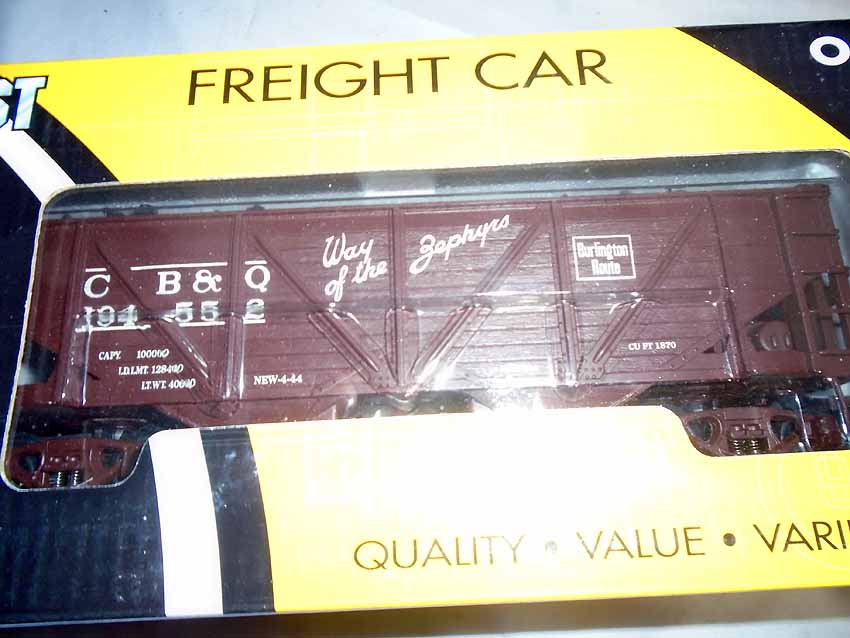 ST
O
FREIGHT CAR
C B & Q
194 552
Way
of the Zephyrs
Burlington
Route
CAPY. 100000
LD.LMT. 128400
LT.WT. 40600
NEW-4-44
CU FT 1870
QUALITY • VALUE • VARI